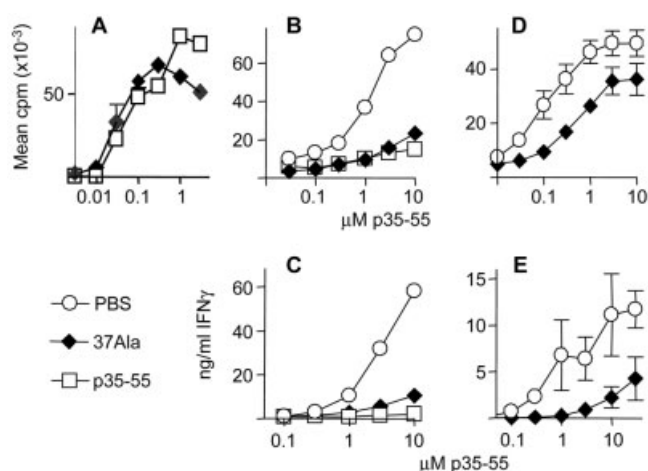 A
B
D
Mean cpm (x10-3)
50
0.01 0.1 1
60
40
20
0.1 1 10
40
20
0.1 1 10
μM p35-55
PBS
37Ala
p35-55
C
E
ng/ml IFNγ
60
40
20
0.1 1 10
15
10
5
0.1 1 10
μM p35-55